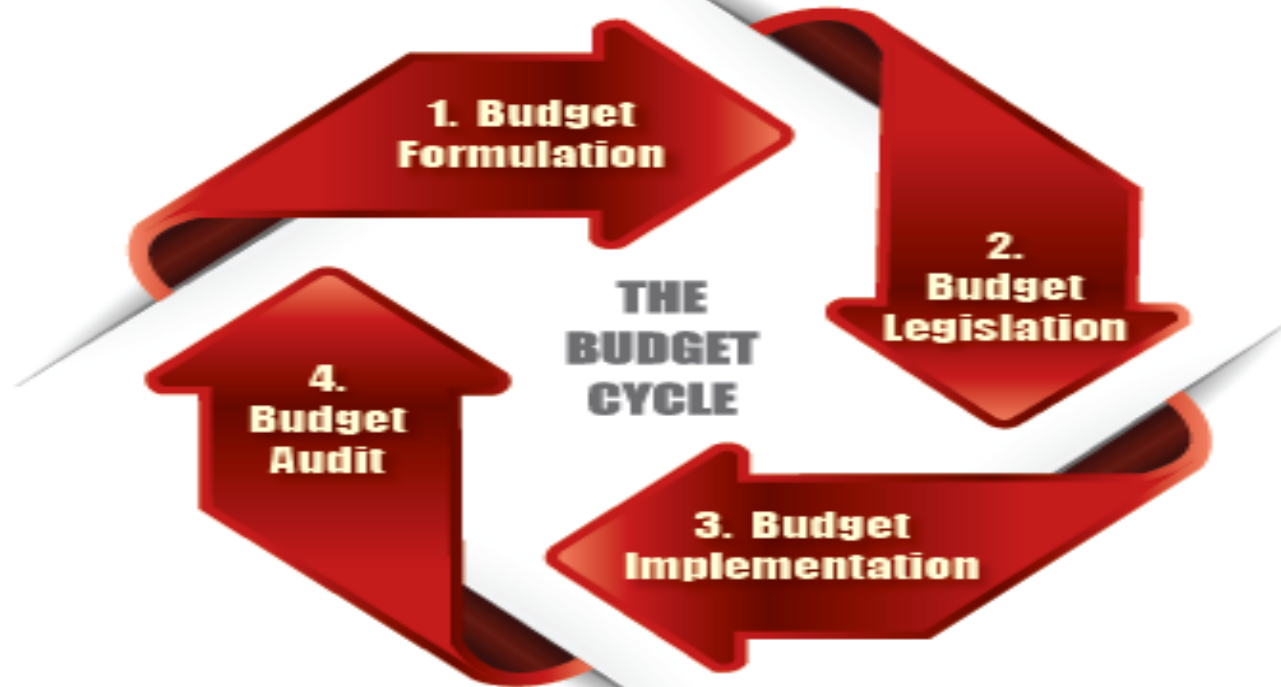 1. Budget
Formulation
2.
Budget
Legislation
THE
BUDGET
CYCLE
3. Budget
Implementation
4.
Budget
Audit